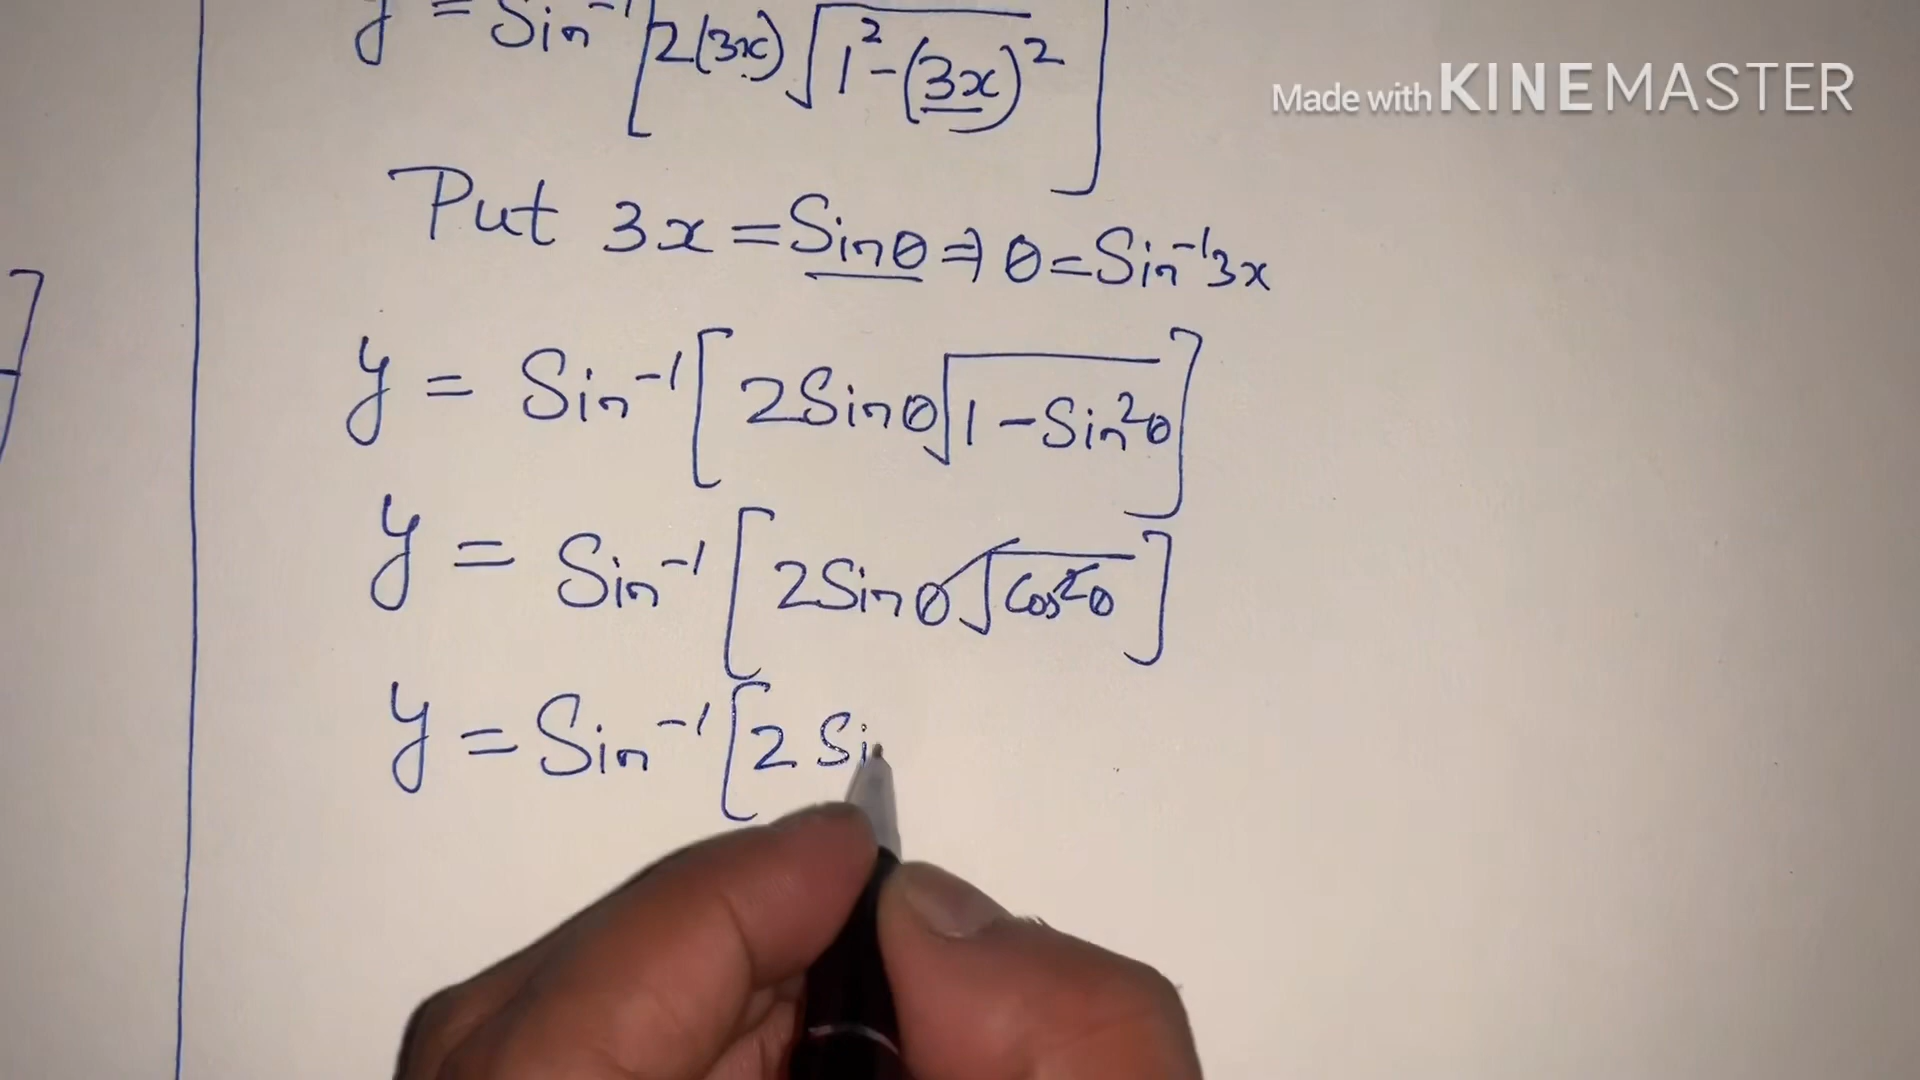 y = Sin⁻¹[2(3x)√1²-(3x)²]
Made with KINEMASTER
Put 3x = Sinθ ⇒ θ = Sin⁻¹3x
y = Sin⁻¹[2Sinθ√1-Sin²θ]
y = Sin⁻¹[2Sinθ√Cos²θ]
y = Sin⁻¹[2 Si